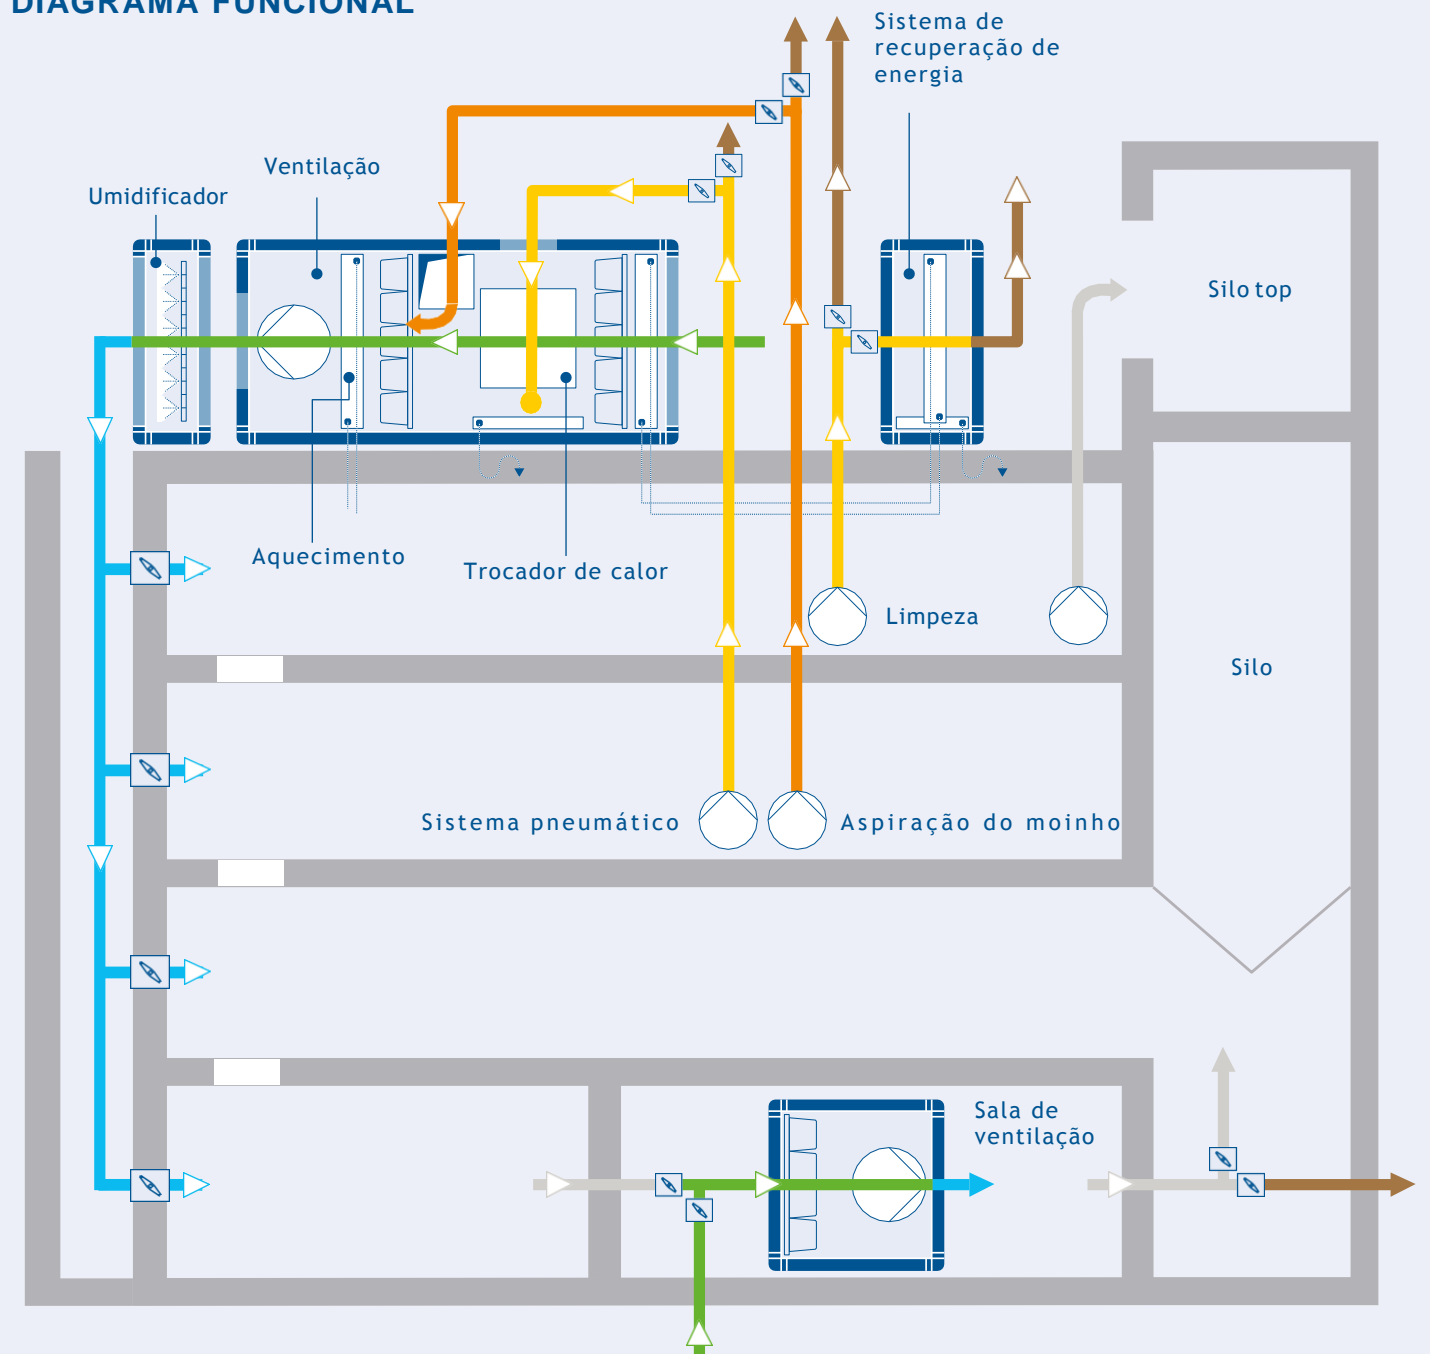 DIAGRAMA FUNCIONAL
Sistema de
recuperação de
energia
Ventilação
Umidificador
Silo top
Aquecimento
Trocador de calor
Limpeza
Silo
Sistema pneumático
Aspiração do moinho
Sala de
ventilação